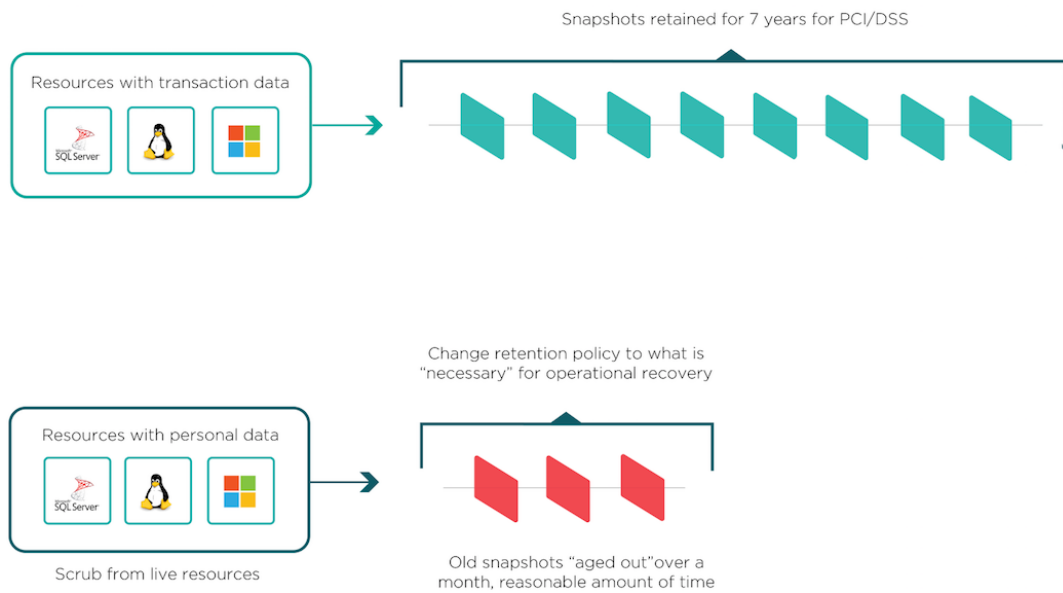 Snapshots retained for 7 years for PCI/DSS
Resources with transaction data
Microsoft
SQL Server
Change retention policy to what is
“necessary” for operational recovery
Resources with personal data
Microsoft
SQL Server
Old snapshots “aged out”over a
month, reasonable amount of time
Scrub from live resources